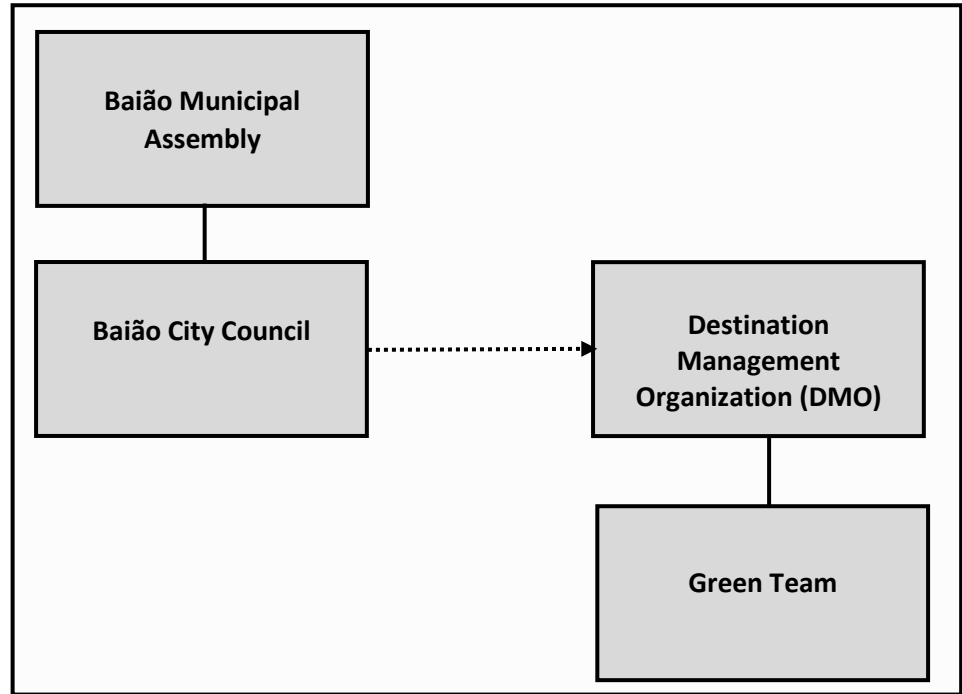 Baião Municipal
Assembly
Baião City Council
Destination
Management
Organization (DMO)
Green Team